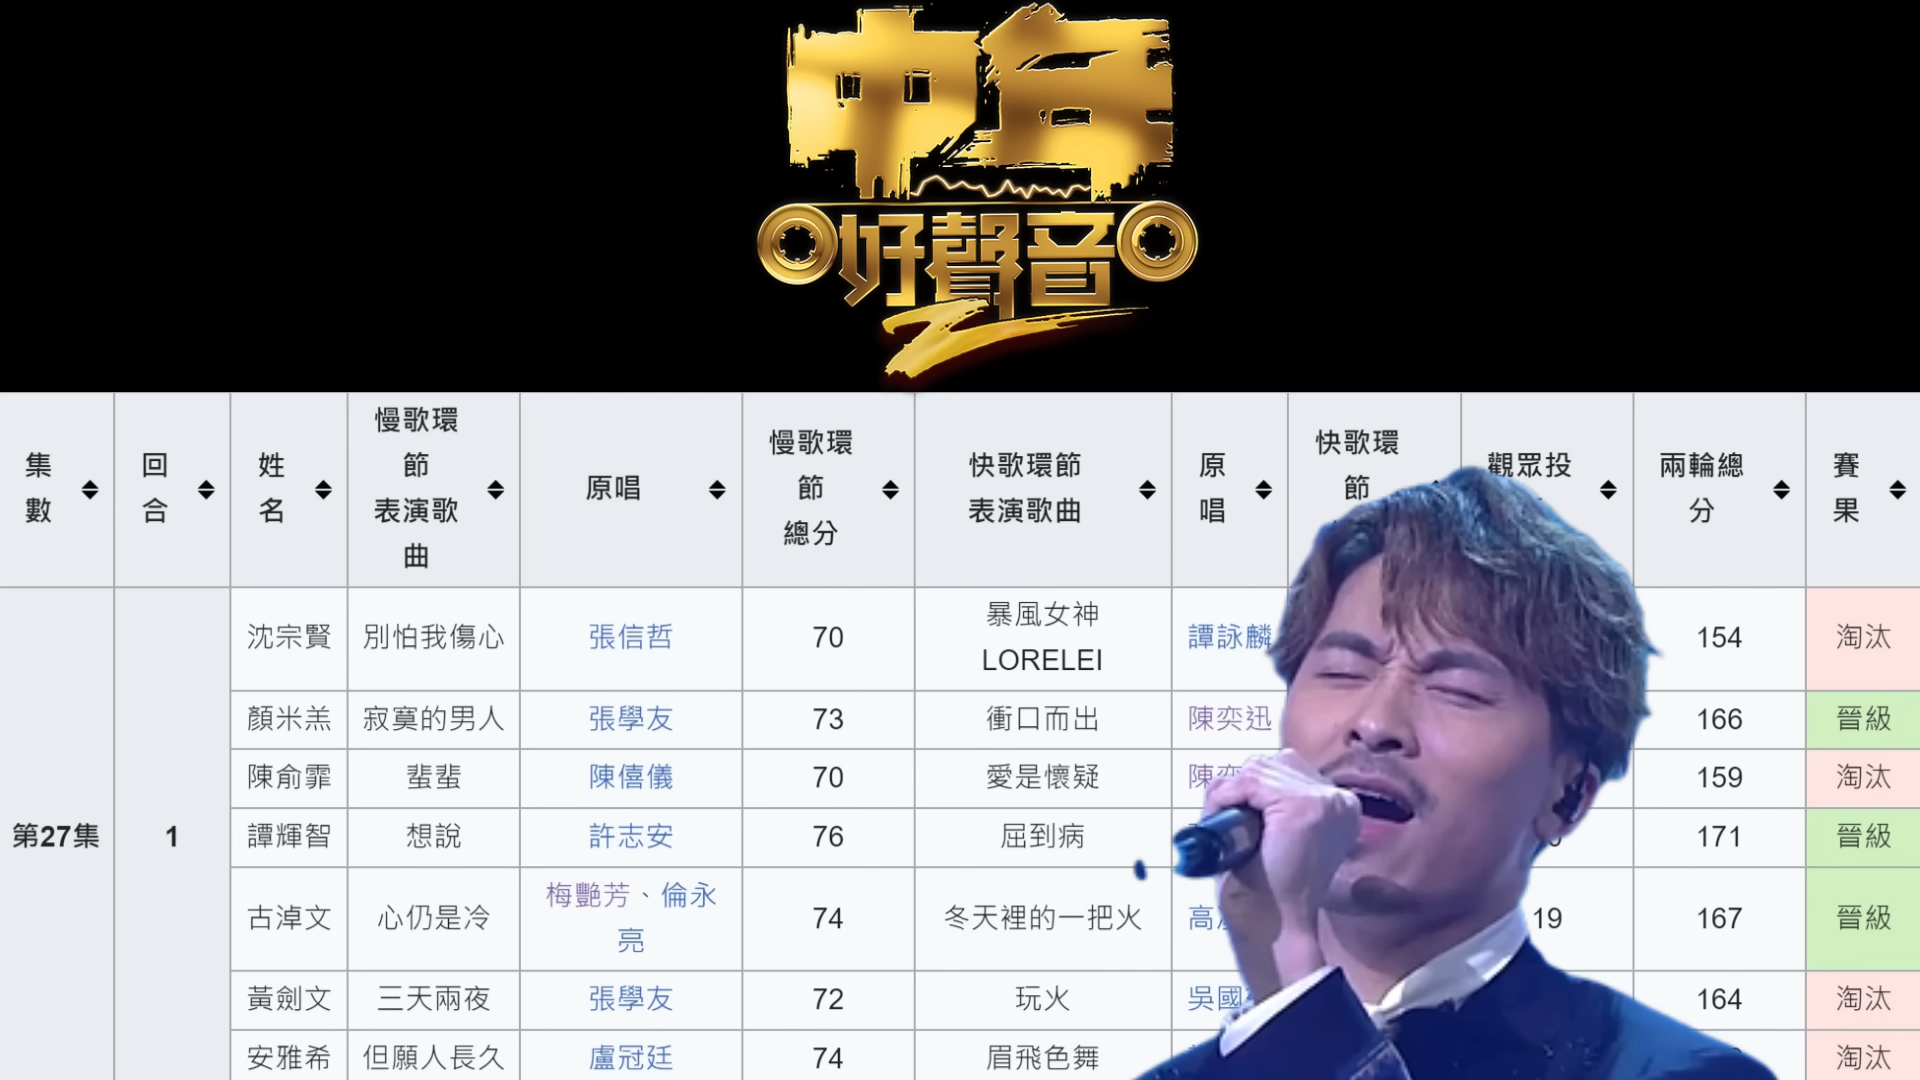 中年
好聲音
2
集數 回合 姓名 慢歌環節表演歌曲 原唱 慢歌環節總分 快歌環節表演歌曲 原唱 快歌環節 觀眾投 兩輪總分 賽果
第27集 1
沈宗賢 別怕我傷心 張信哲 70 暴風女神 LORELEI 譚詠麟 154 淘汰
顏米羔 寂寞的男人 張學友 73 衝口而出 陳奕迅 166 晉級
陳俞霏 蜚蜚 陳僖儀 70 愛是懷疑 陳奕 159 淘汰
譚輝智 想說 許志安 76 屈到病 171 晉級
古淖文 心仍是冷 梅艷芳、倫永亮 74 冬天裡的一把火 高 19 167 晉級
黃劍文 三天兩夜 張學友 72 玩火 吳國 164 淘汰
安雅希 但願人長久 盧冠廷 74 眉飛色舞 淘汰